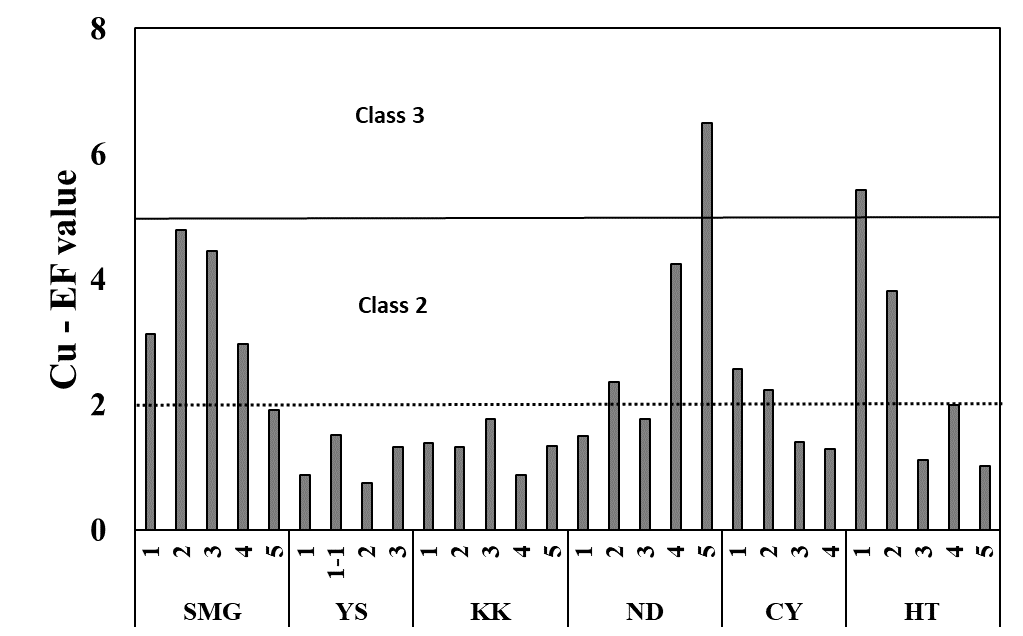 8
Class 3
6
Cu - EF value
4
Class 2
2
0
1 2 3 4 5 1 1-1 2 3 1 2 3 4 5 1 2 3 4 5 1 2 3 4 1 2 3 4 5
SMG YS KK ND CY HT